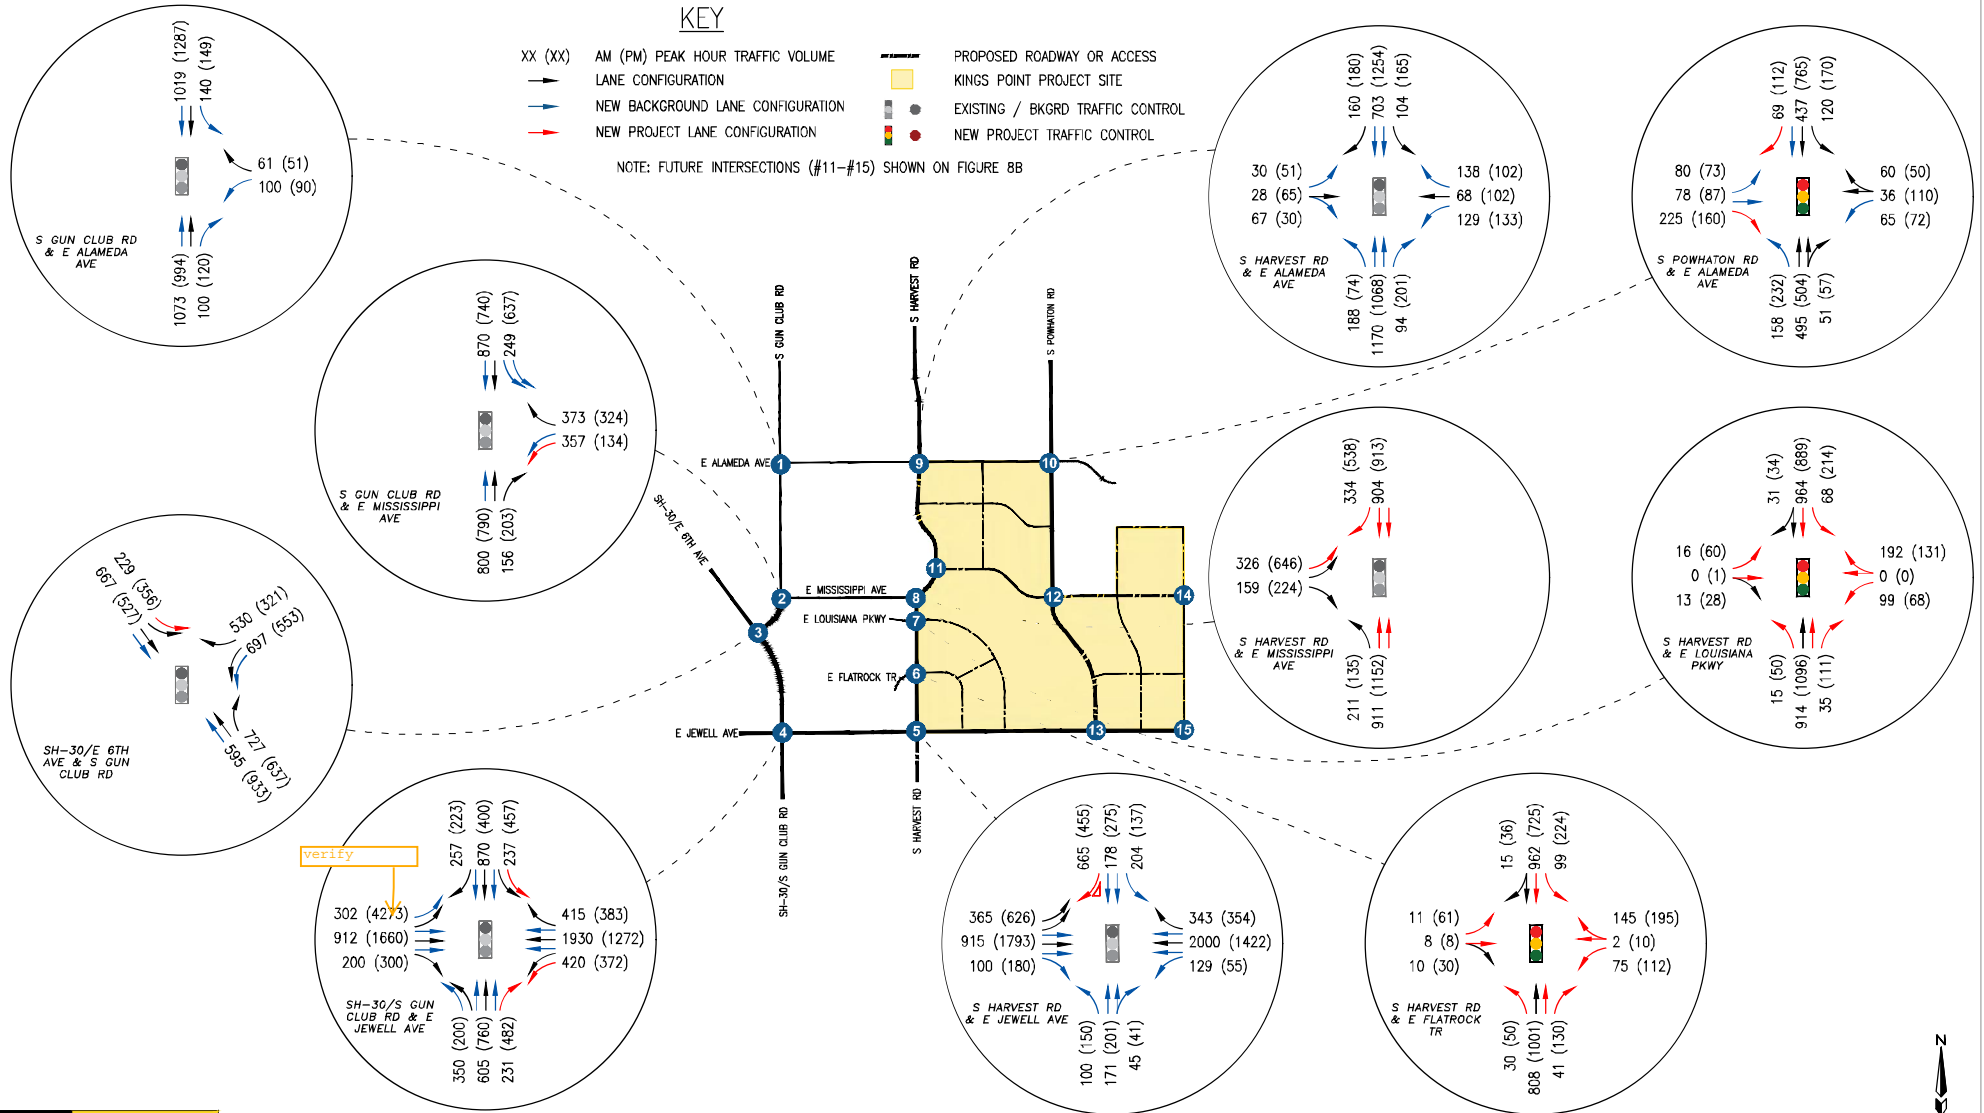 KEY
XX (XX) AM (PM) PEAK HOUR TRAFFIC VOLUME
LANE CONFIGURATION
NEW BACKGROUND LANE CONFIGURATION
NEW PROJECT LANE CONFIGURATION
PROPOSED ROADWAY OR ACCESS
KINGS POINT PROJECT SITE
EXISTING / BKGRD TRAFFIC CONTROL
NEW PROJECT TRAFFIC CONTROL
NOTE: FUTURE INTERSECTIONS (#11-#15) SHOWN ON FIGURE 8B
1019 (1287)
140 (149)
61 (51)
100 (90)
S GUN CLUB RD
& E ALAMEDA
AVE
1073 (994)
100 (120)
870 (740)
249 (637)
373 (324)
357 (134)
S GUN CLUB RD
& E MISSISSIPPI
AVE
800 (790)
156 (203)
229 (356)
667 (527)
530 (321)
697 (553)
727 (637)
595 (933)
SH-30/E 6TH
AVE & S GUN
CLUB RD
verify
257 (223)
870 (400)
237 (457)
302 (4273)
912 (1660)
200 (300)
415 (383)
1930 (1272)
420 (372)
SH-30/S GUN
CLUB RD & E
JEWELL AVE
350 (200)
605 (760)
231 (482)
S GUN CLUB RD
S HARVEST RD
S POWHATON RD
E ALAMEDA AVE
1
9
10
SH-30/E 6TH AVE
11
E MISSISSIPPI AVE
2
8
12
14
E LOUISIANA PKWY
7
3
E FLATROCK TR
6
E JEWELL AVE
4
5
13
15
SH-30/S GUN CLUB RD
S HARVEST RD
160 (180)
703 (1254)
104 (165)
30 (51)
28 (65)
67 (30)
138 (102)
68 (102)
129 (133)
S HARVEST RD
& E ALAMEDA
AVE
188 (74)
1170 (1068)
94 (201)
69 (112)
437 (765)
120 (170)
80 (73)
78 (87)
225 (160)
60 (50)
36 (110)
65 (72)
S POWHATON RD
& E ALAMEDA
AVE
158 (232)
495 (504)
51 (57)
334 (538)
904 (913)
326 (646)
159 (224)
S HARVEST RD
& E MISSISSIPPI
AVE
211 (135)
911 (1152)
31 (34)
964 (889)
68 (214)
16 (60)
0 (1)
13 (28)
192 (131)
0 (0)
99 (68)
S HARVEST RD
& E LOUISIANA
PKWY
15 (50)
914 (1096)
35 (111)
665 (455)
178 (275)
204 (137)
365 (626)
915 (1793)
100 (180)
343 (354)
2000 (1422)
129 (55)
S HARVEST RD
& E JEWELL AVE
100 (150)
171 (201)
45 (41)
15 (36)
962 (725)
99 (224)
11 (61)
8 (8)
10 (30)
145 (195)
2 (10)
75 (112)
S HARVEST RD
& E FLATROCK
TR
30 (50)
808 (1001)
41 (130)
N